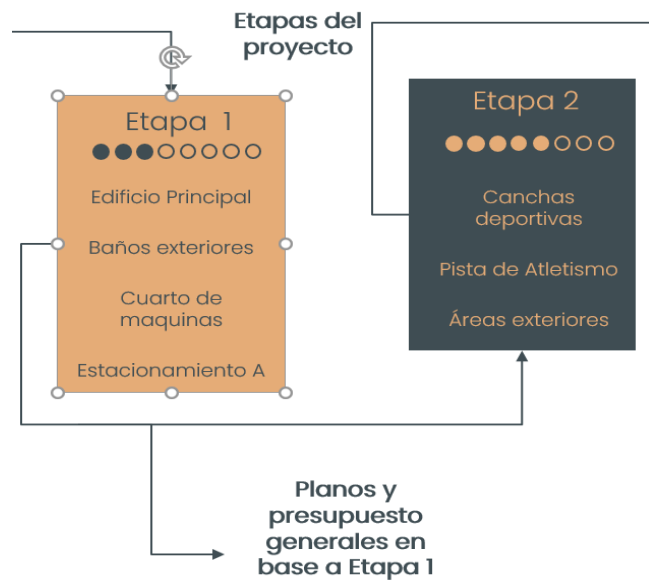 Etapas del
proyecto
Etapa 1
Edificio Principal
Baños exteriores
Cuarto de
maquinas
Estacionamiento A
Etapa 2
Canchas
deportivas
Pista de Atletismo
Áreas exteriores
Planos y
presupuesto
generales en
base a Etapa 1